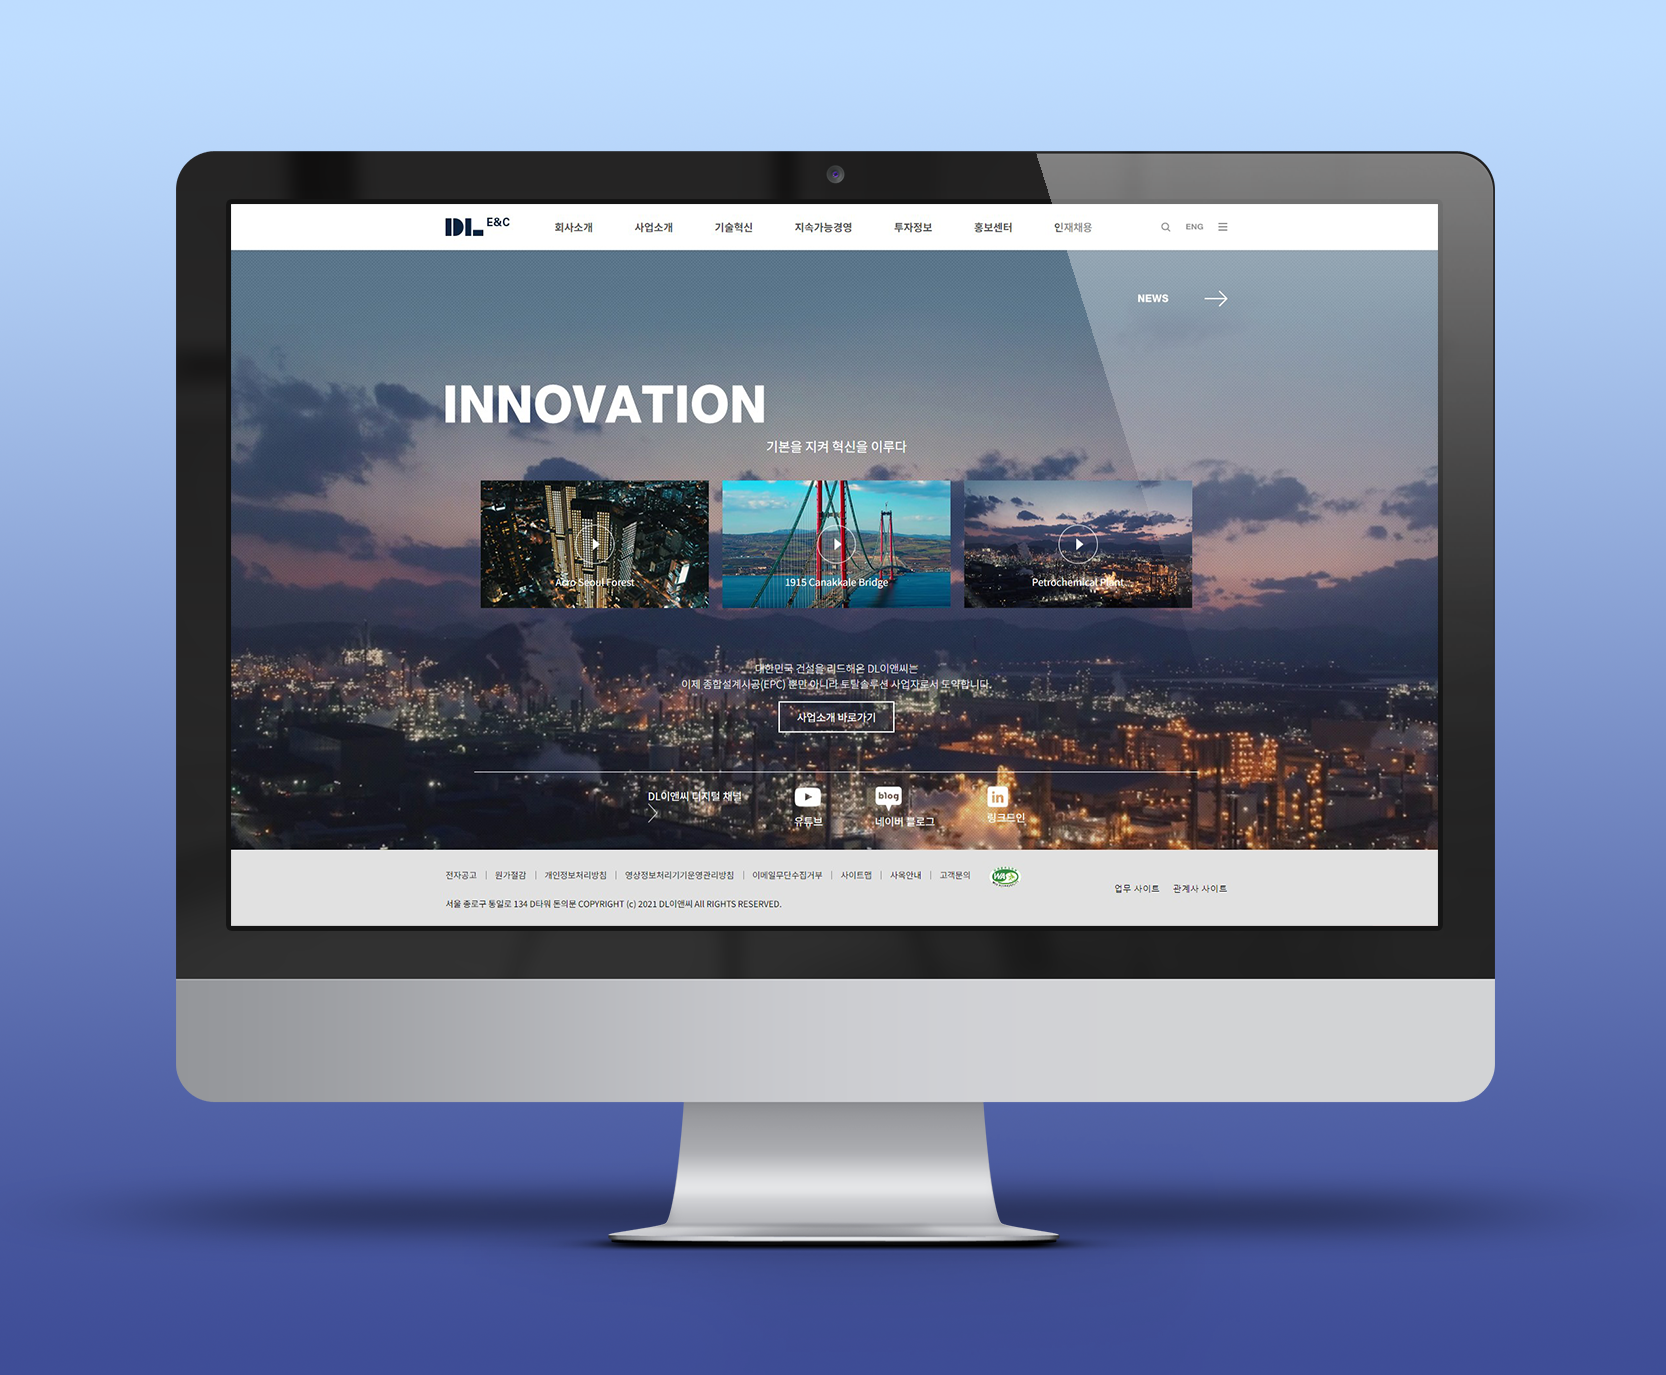 DL E&C
회사소개 사업소개 기술혁신 지속가능경영 투자정보 홍보센터 인재채용 ENG
NEWS
INNOVATION
기본을 지켜 혁신을 이루다
Acro Seoul Forest
1915 Canakkale Bridge
Petrochemical Plant
대한민국 건설을 리드해온 DL이앤씨는
이제 종합설계시공(EPC) 뿐만 아니라 토탈솔루션 사업자로서 도약합니다.
사업소개 바로가기
DL이앤씨 디지털 채널
유튜브
blog
네이버 블로그
in
링크드인
전자공고 | 원가절감 | 개인정보처리방침 | 영상정보처리기기운영관리방침 | 이메일무단수집거부 | 사이트맵 | 사옥안내 | 고객문의
WA
업무 사이트 관계사 사이트
서울 종로구 통일로 134 D타워 돈의문 COPYRIGHT (c) 2021 DL이앤씨 All RIGHTS RESERVED.